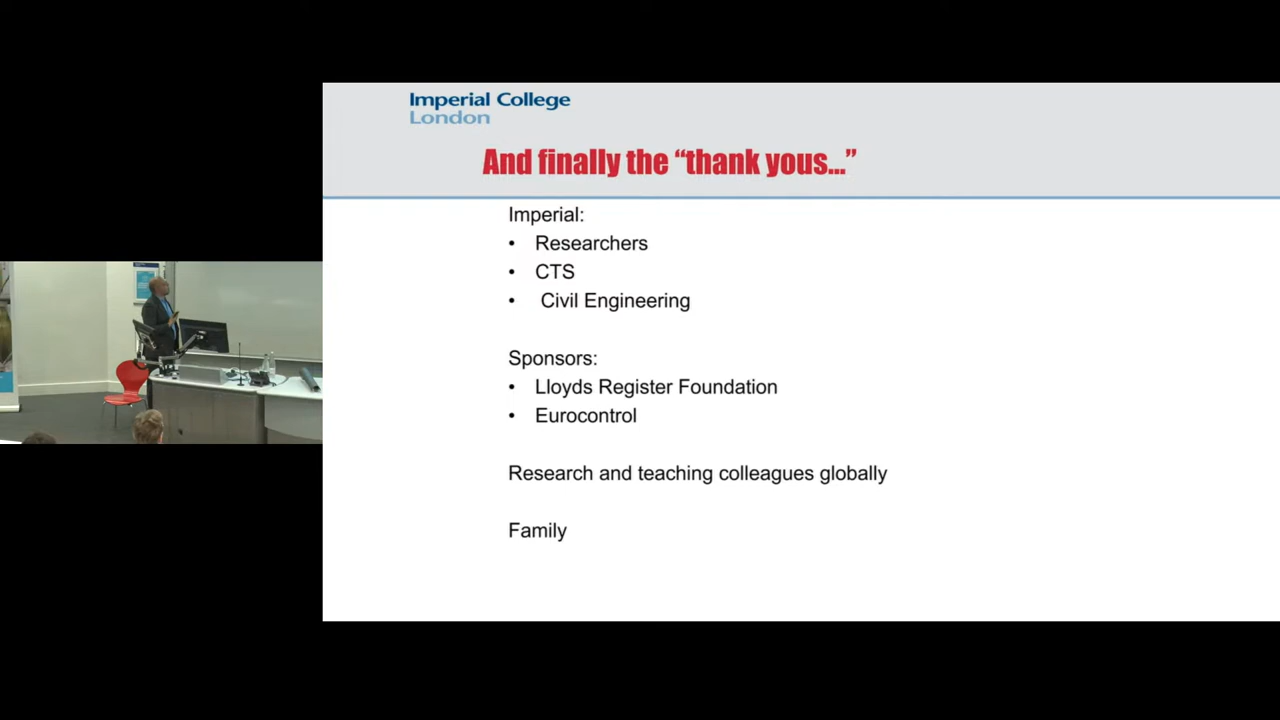 Imperial College
London
And finally the “thank yous...”
Imperial:
• Researchers
• CTS
• Civil Engineering
Sponsors:
• Lloyds Register Foundation
• Eurocontrol
Research and teaching colleagues globally
Family